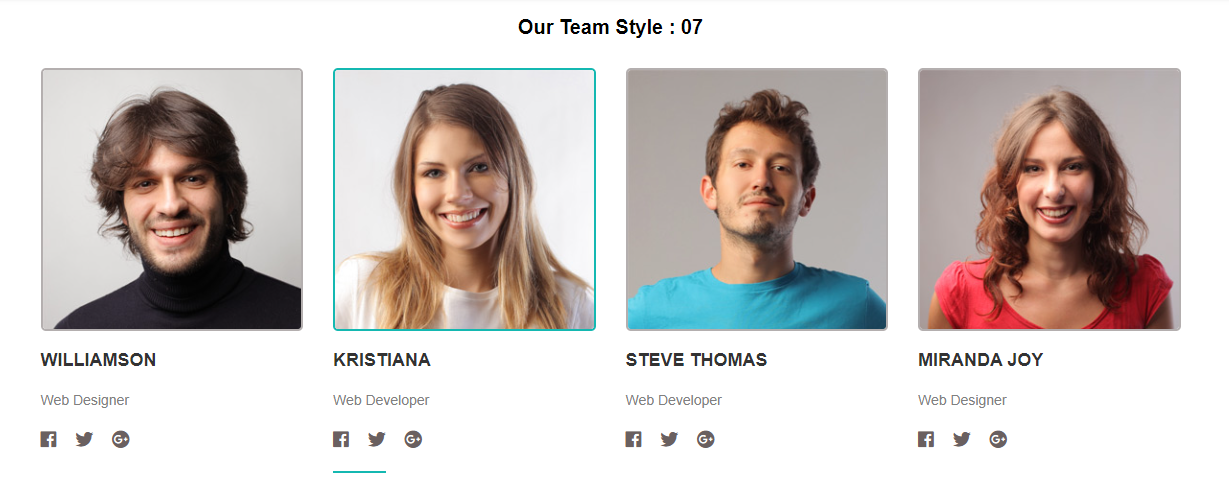 Our Team Style : 07
WILLIAMSON
Web Designer
KRISTIANA
Web Developer
STEVE THOMAS
Web Developer
MIRANDA JOY
Web Designer